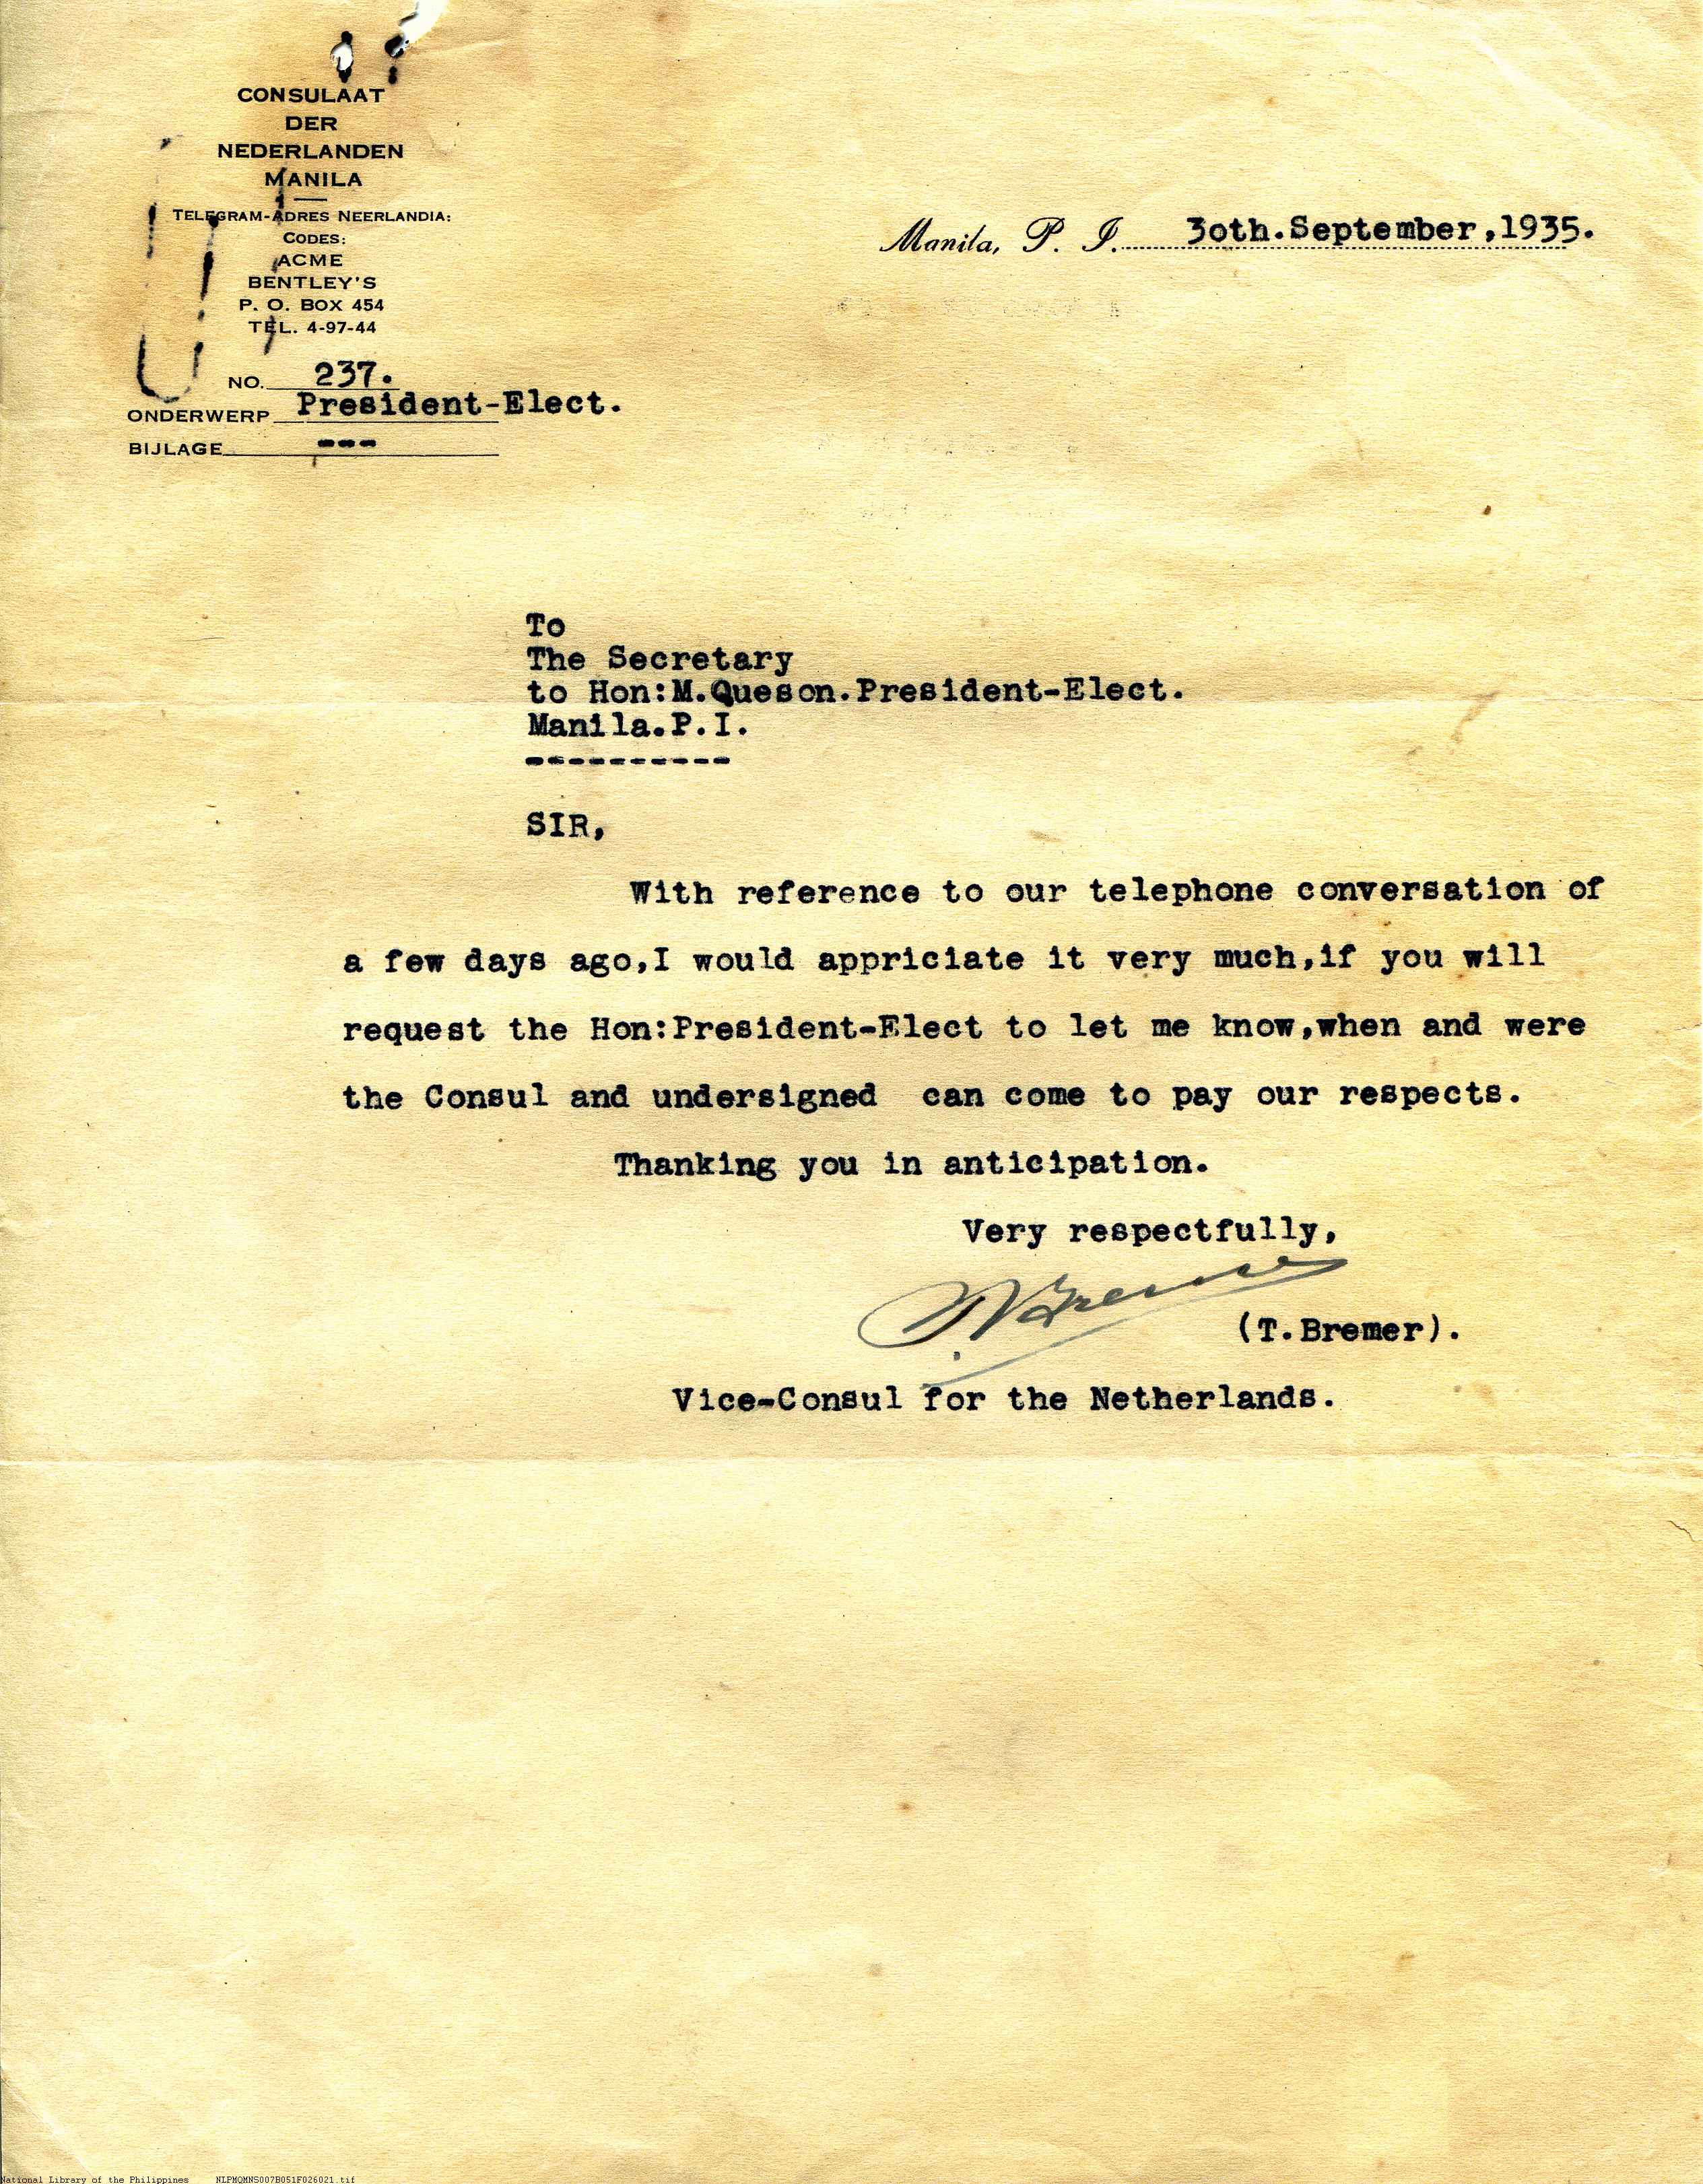 CONSULAAT
DER
NEDERLANDEN
MANILA
TELEGRAM-ADRES NEERLANDIA:
CODES:
ACME
BENTLEY'S
P. O. BOX 454
TEL. 4-97-44
NO. 237.
ONDERWERP President-Elect.
BIJLAGE ---
Manila, P. I. 3oth.September,1935.
To
The Secretary
to Hon:M.Queson.President-Elect.
Manila.P.I.
----------
SIR,
With reference to our telephone conversation of
a few days ago,I would appriciate it very much,if you will
request the Hon:President-Elect to let me know,when and were
the Consul and undersigned can come to pay our respects.
Thanking you in anticipation.
Very respectfully,
T Bremer
(T.Bremer).
Vice-Consul for the Netherlands.
National Library of the Philippines NLPMQMNS007B051F026021.tif